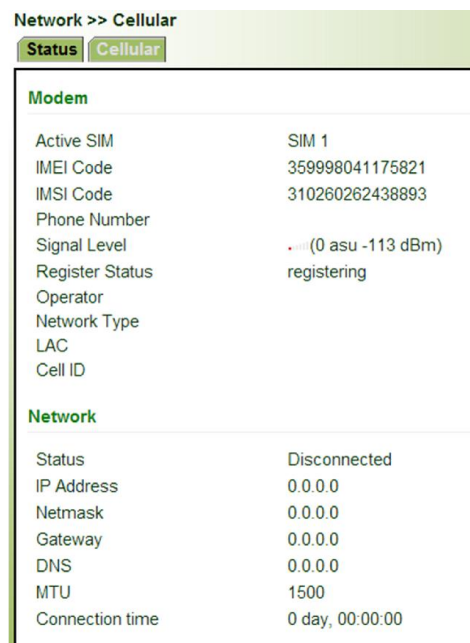 Network >> Cellular
Status Cellular
Modem
Active SIM SIM 1
IMEI Code 359998041175821
IMSI Code 310260262438893
Phone Number
Signal Level (0 asu -113 dBm)
Register Status registering
Operator
Network Type
LAC
Cell ID
Network
Status Disconnected
IP Address 0.0.0.0
Netmask 0.0.0.0
Gateway 0.0.0.0
DNS 0.0.0.0
MTU 1500
Connection time 0 day, 00:00:00